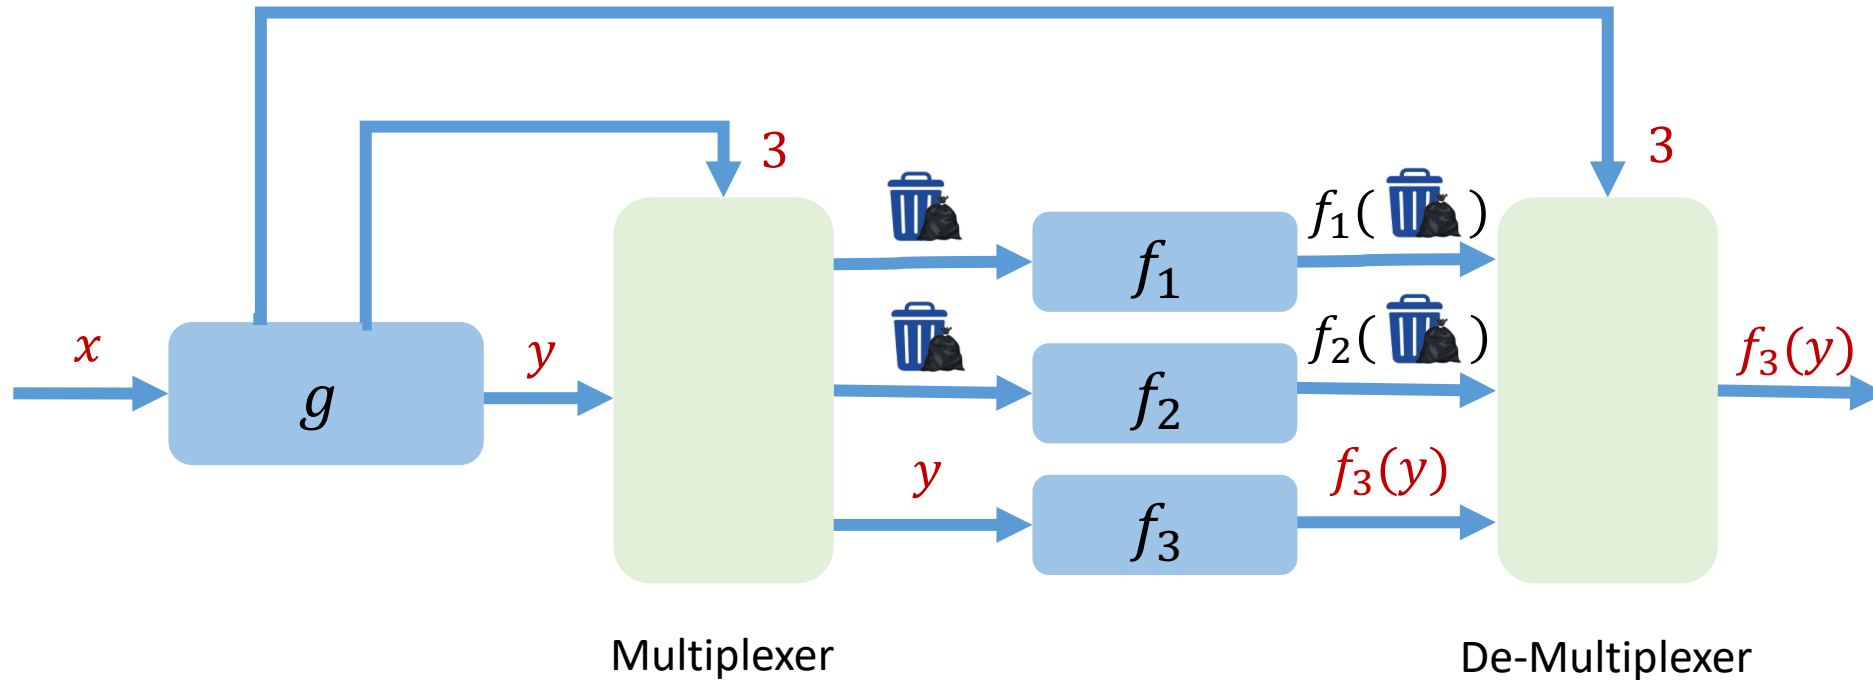 3
3
f₁( )
f₁
x
y
g
f₂( )
f₂
f₃(y)
y
f₃(y)
f₃
Multiplexer
De-Multiplexer